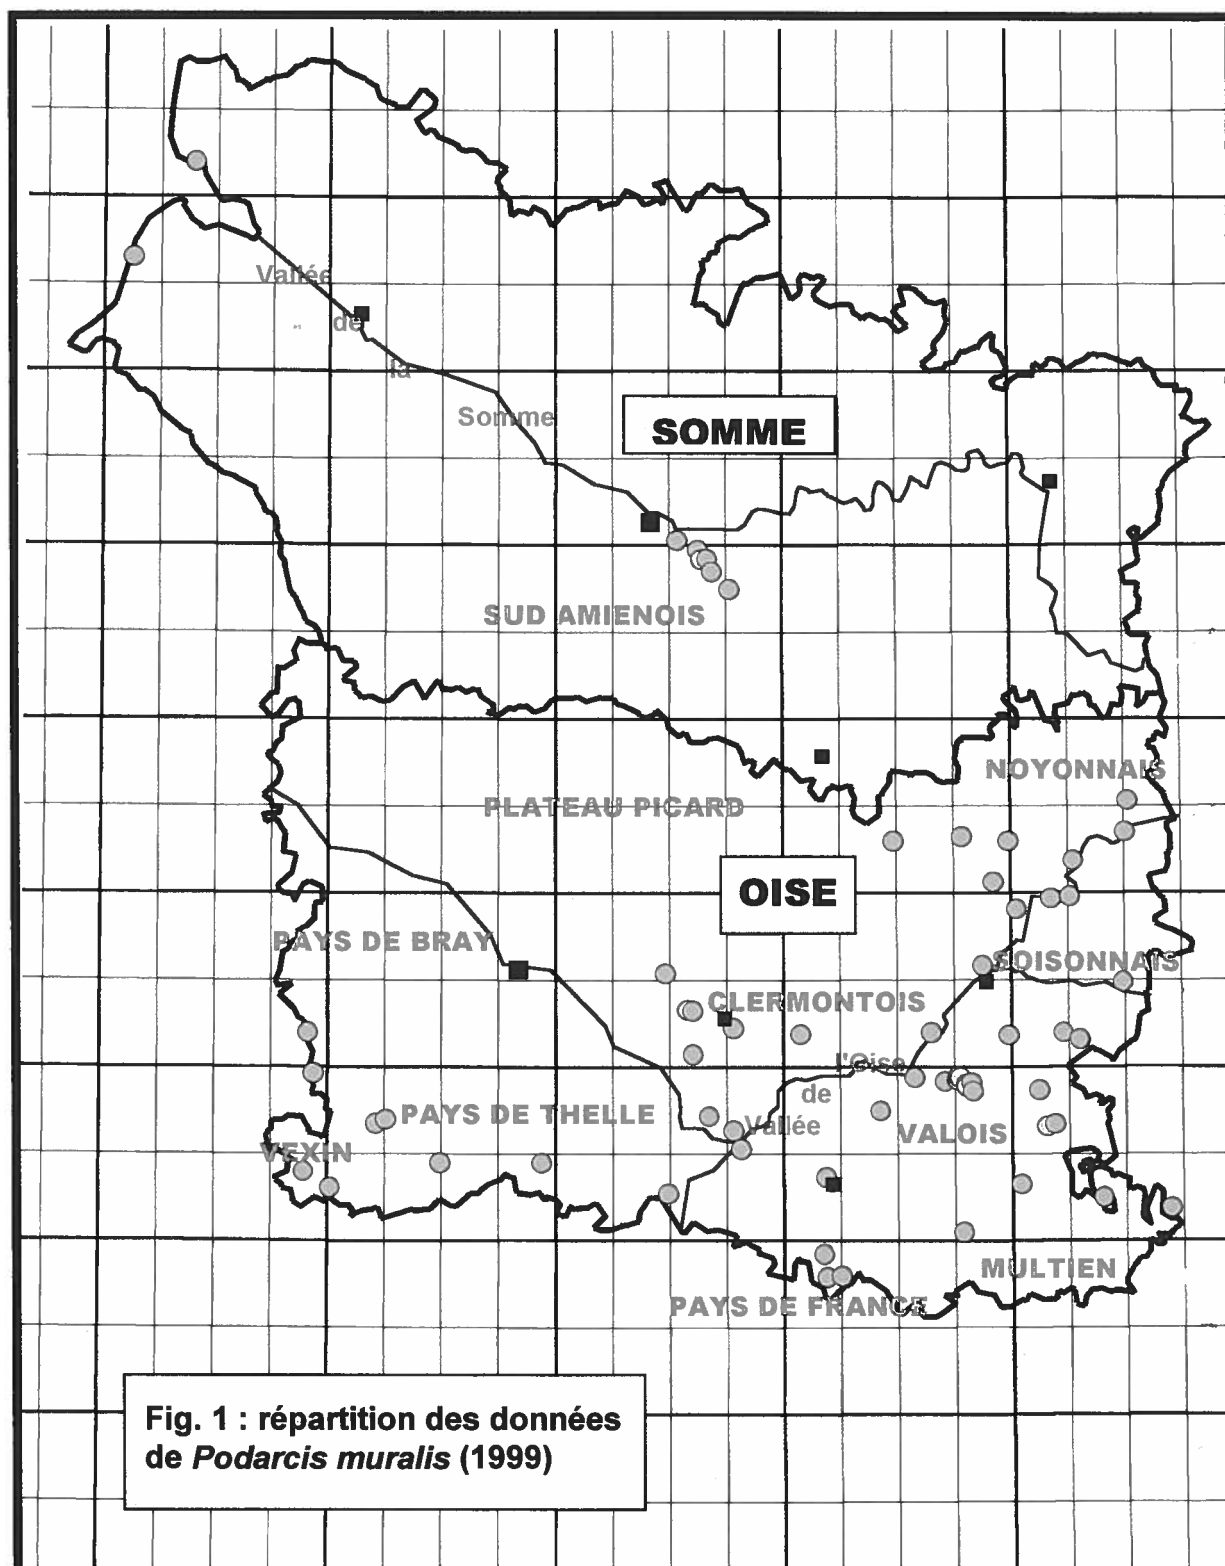 Vallée
de
la
Somme
SOMME
SUD AMIENOIS
NOYONNAIS
PLATEAU PICARD
OISE
PAYS DE BRAY
SOISONNAIS
CLERMONTOIS
l'Oise
de
Vallée
PAYS DE THELLE
VALOIS
VEXIN
MULTIEN
PAYS DE FRANCE
Fig. 1 : répartition des données
de Podarcis muralis (1999)